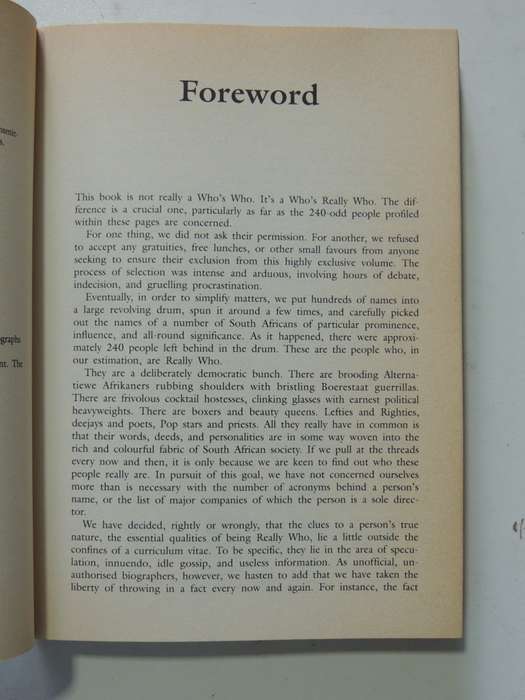 Foreword
This book is not really a Who's Who. It's a Who's Really Who. The dif-
ference is a crucial one, particularly as far as the 240-odd people profiled
within these pages are concerned.
For one thing, we did not ask their permission. For another, we refused
to accept any gratuities, free lunches, or other small favours from anyone
seeking to ensure their exclusion from this highly exclusive volume. The
process of selection was intense and arduous, involving hours of debate,
indecision, and gruelling procrastination.
Eventually, in order to simplify matters, we put hundreds of names into
a large revolving drum, spun it around a few times, and carefully picked
out the names of a number of South Africans of particular prominence,
influence, and all-round significance. As it happened, there were approxi-
mately 240 people left behind in the drum. These are the people who, in
our estimation, are Really Who.
They are a deliberately democratic bunch. There are brooding Alterna-
tiewe Afrikaners rubbing shoulders with bristling Boerestaat guerrillas.
There are frivolous cocktail hostesses, clinking glasses with earnest political
heavyweights. There are boxers and beauty queens. Lefties and Righties,
deejays and poets, Pop stars and priests. All they really have in common is
that their words, deeds, and personalities are in some way woven into the
rich and colourful fabric of South African society. If we pull at the threads
every now and then, it is only because we are keen to find out who these
people really are. In pursuit of this goal, we have not concerned ourselves
more than is necessary with the number of acronyms behind a person's
name, or the list of major companies of which the person is a sole direc-
tor.
We have decided, rightly or wrongly, that the clues to a person's true
nature, the essential qualities of being Really Who, lie a little outside the
confines of a curriculum vitae. To be specific, they lie in the area of specu-
lation, innuendo, idle gossip, and useless information. As unofficial, un-
authorised biographers, however, we hasten to add that we have taken the
liberty of throwing in a fact every now and again. For instance, the fact
ographs
nt. The